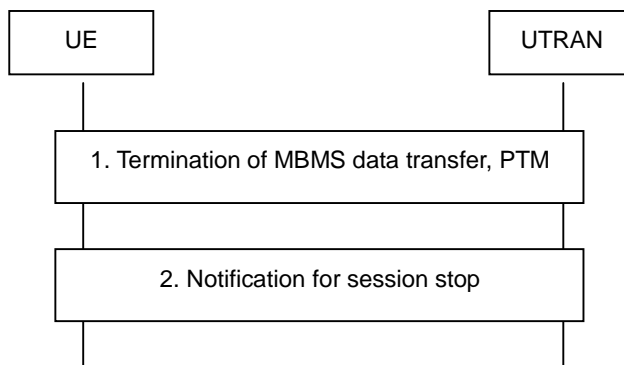 UE
UTRAN
1. Termination of MBMS data transfer, PTM
2. Notification for session stop